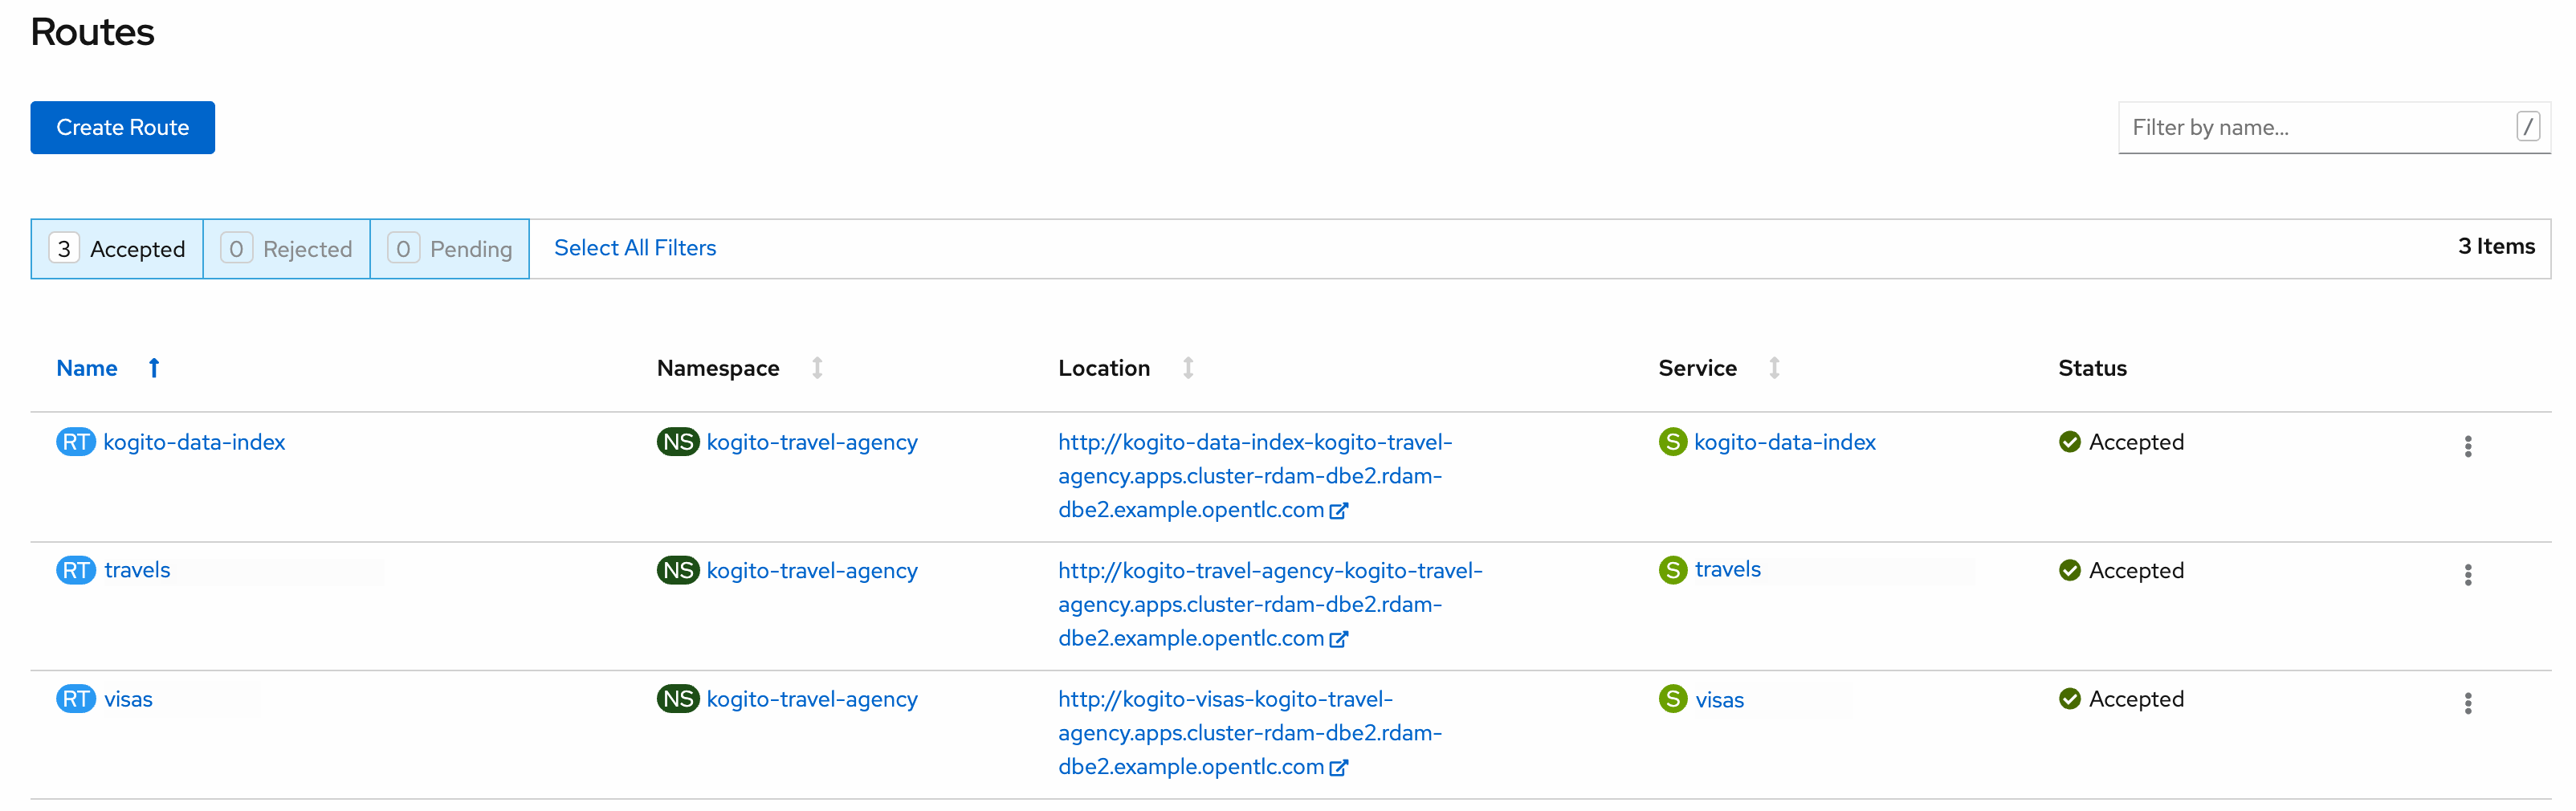 Routes
Create Route
Filter by name...
/
3 Accepted
0 Rejected
0 Pending
Select All Filters
3 Items
Name
Namespace
Location
Service
Status
RT kogito-data-index
NS kogito-travel-agency
http://kogito-data-index-kogito-travel-
agency.apps.cluster-rdam-dbe2.rdam-
dbe2.example.opentlc.com
S kogito-data-index
Accepted
RT travels
NS kogito-travel-agency
http://kogito-travel-agency-kogito-travel-
agency.apps.cluster-rdam-dbe2.rdam-
dbe2.example.opentlc.com
S travels
Accepted
RT visas
NS kogito-travel-agency
http://kogito-visas-kogito-travel-
agency.apps.cluster-rdam-dbe2.rdam-
dbe2.example.opentlc.com
S visas
Accepted